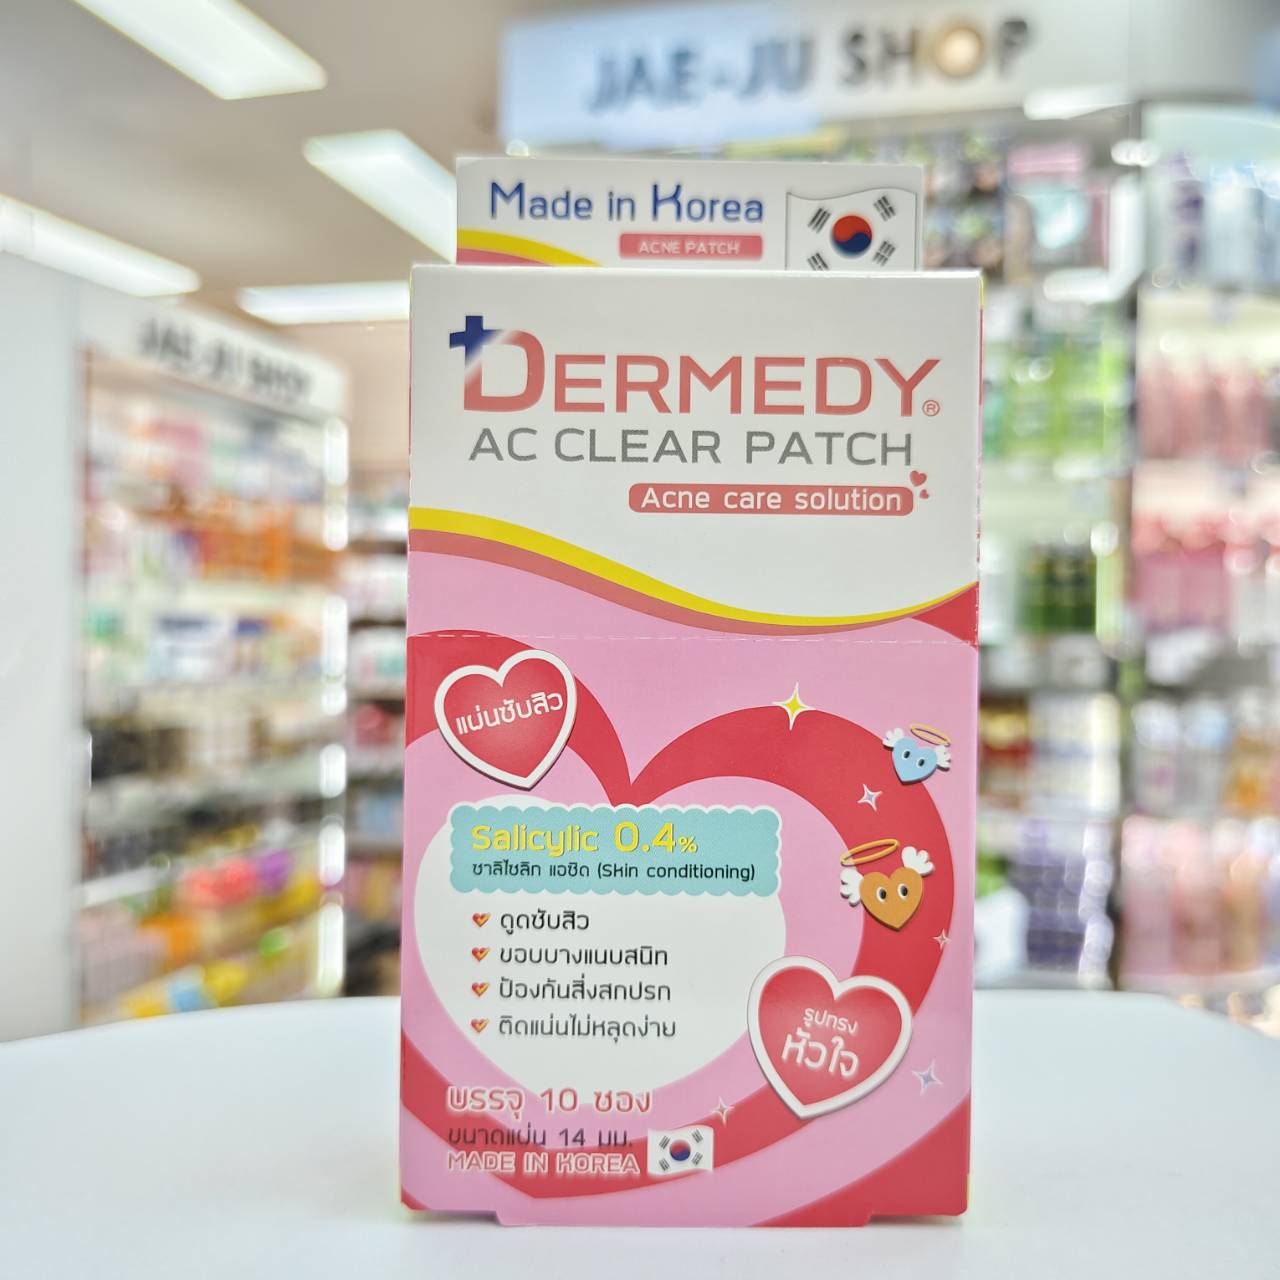 JAE-JU SHOP
JAE-JU SHOP
Made in Korea
ACNE PATCH
DERMEDY®
AC CLEAR PATCH
Acne care solution
แผ่นซับสิว
Salicylic 0.4%
ซาลิไซลิก แอซิด (Skin conditioning)
ดูดซับสิว
ขอบบางแนบสนิท
ป้องกันสิ่งสกปรก
ติดแน่นไม่หลุดง่าย
รูปทรง
หัวใจ
บรรจุ 10 ซอง
ขนาดแผ่น 14 มม.
MADE IN KOREA